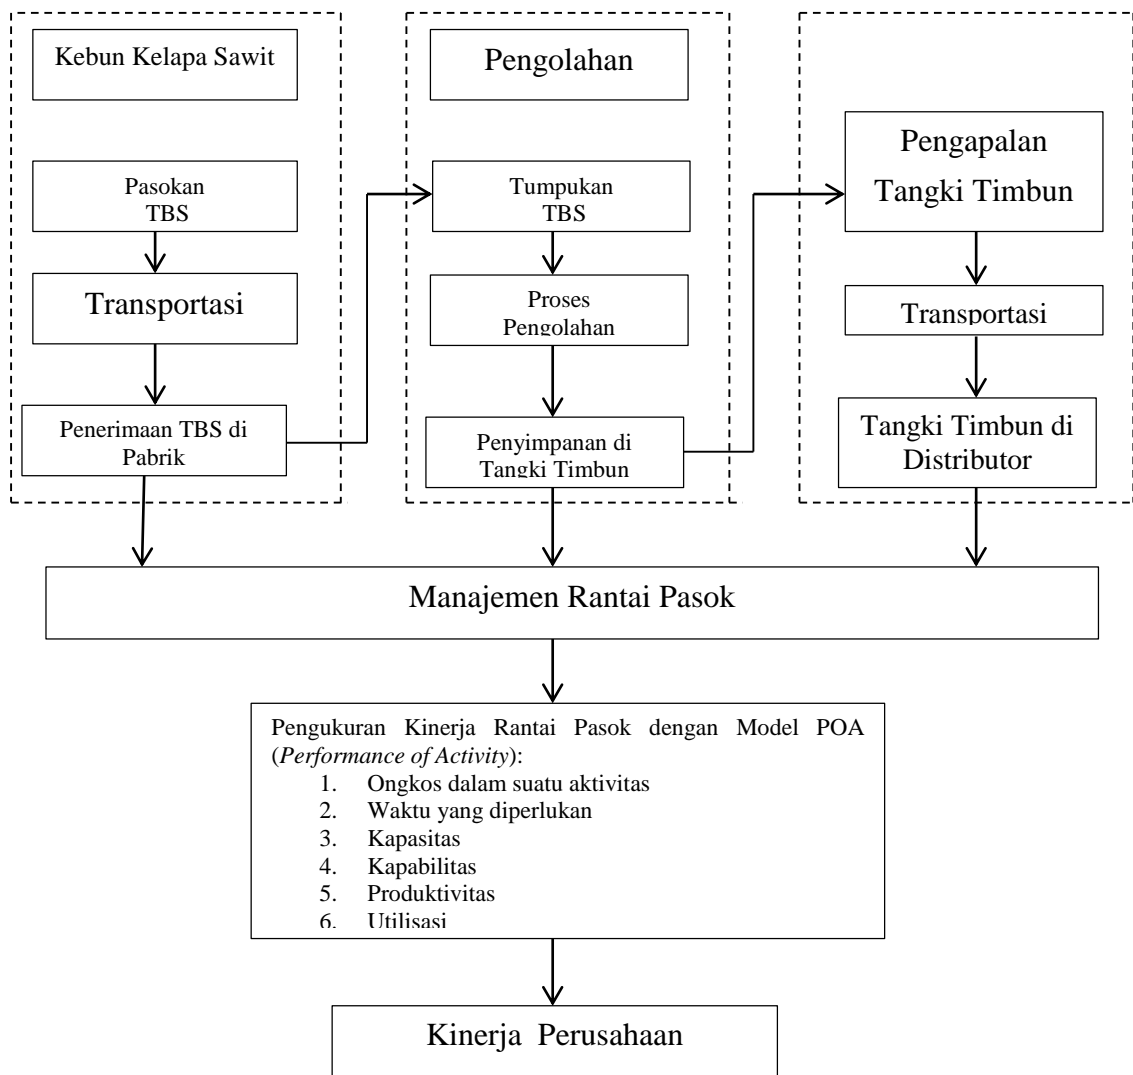 Kebun Kelapa Sawit
Pasokan
TBS
Transportasi
Penerimaan TBS di
Pabrik
Pengolahan
Tumpukan
TBS
Proses
Pengolahan
Penyimpanan di
Tangki Timbun
Pengapalan
Tangki Timbun
Transportasi
Tangki Timbun di
Distributor
Manajemen Rantai Pasok
Pengukuran Kinerja Rantai Pasok dengan Model POA
(Performance of Activity):
1. Ongkos dalam suatu aktivitas
2. Waktu yang diperlukan
3. Kapasitas
4. Kapabilitas
5. Produktivitas
6. Utilisasi
Kinerja Perusahaan